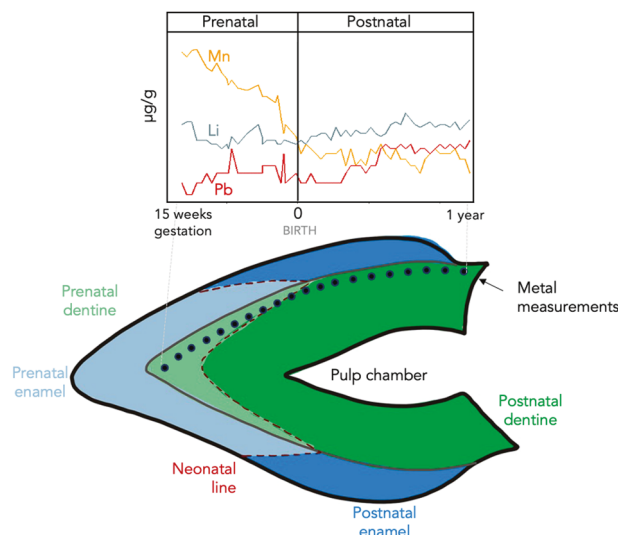 Prenatal
Postnatal
µg/g
Mn
Li
Pb
15 weeks
gestation
0
BIRTH
1 year
Prenatal
dentine
Metal
measurements
Prenatal
enamel
Pulp chamber
Postnatal
dentine
Neonatal
line
Postnatal
enamel